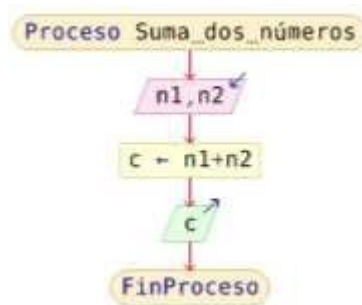 Proceso Suma_dos_números
n1,n2
c ← n1+n2
c
FinProceso